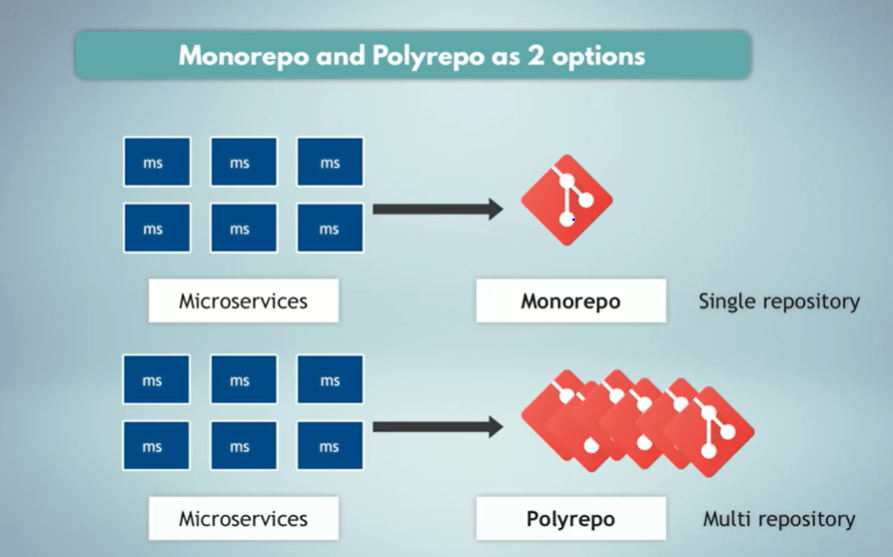 Monorepo and Polyrepo as 2 options
ms ms ms
ms ms ms
Microservices Monorepo Single repository
ms ms ms
ms ms ms
Microservices Polyrepo Multi repository